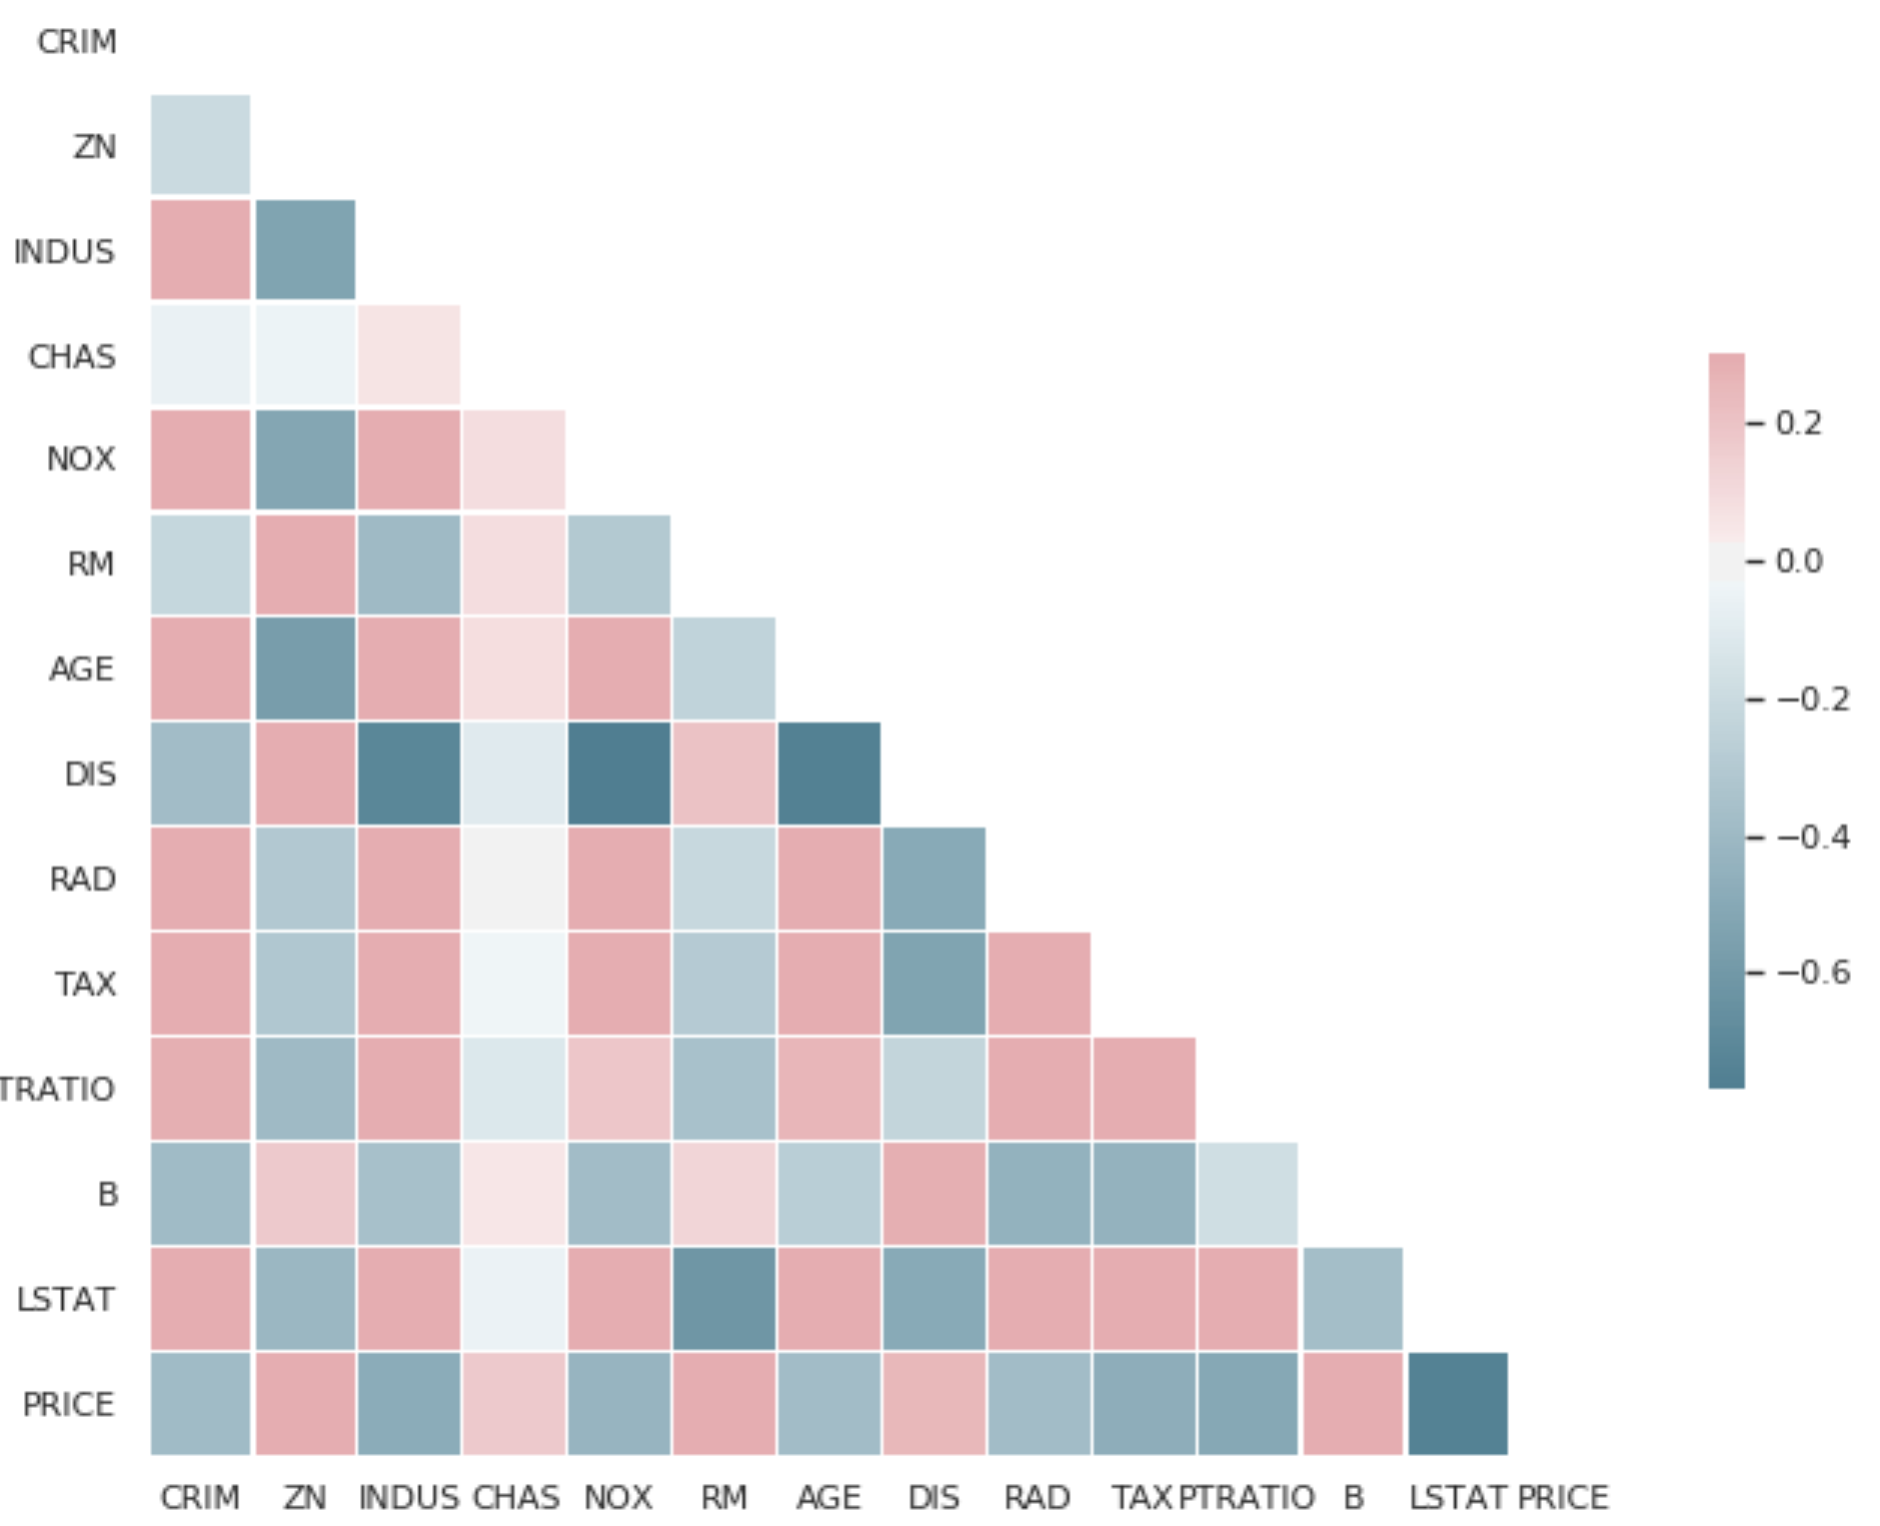 CRIM
ZN
INDUS
CHAS
NOX
RM
AGE
DIS
RAD
TAX
TRATIO
B
LSTAT
PRICE
CRIM ZN INDUS CHAS NOX RM AGE DIS RAD TAX PTRATIO B LSTAT PRICE
0.2
0.0
−0.2
−0.4
−0.6